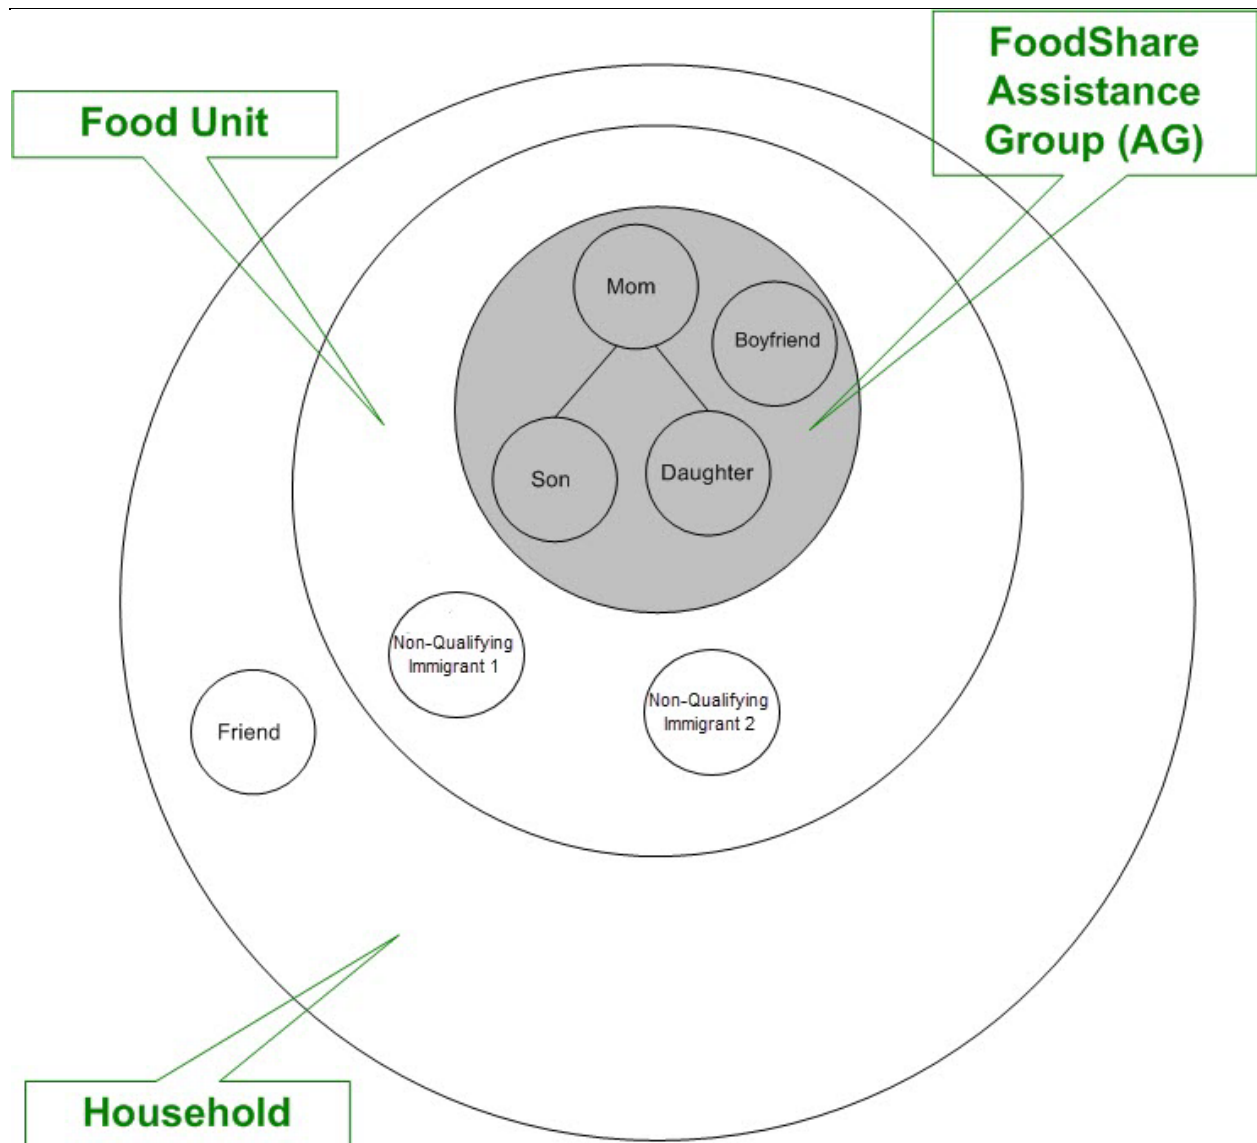 Food Unit
FoodShare
Assistance
Group (AG)
Mom
Boyfriend
Son
Daughter
Non-Qualifying
Immigrant 1
Non-Qualifying
Immigrant 2
Friend
Household